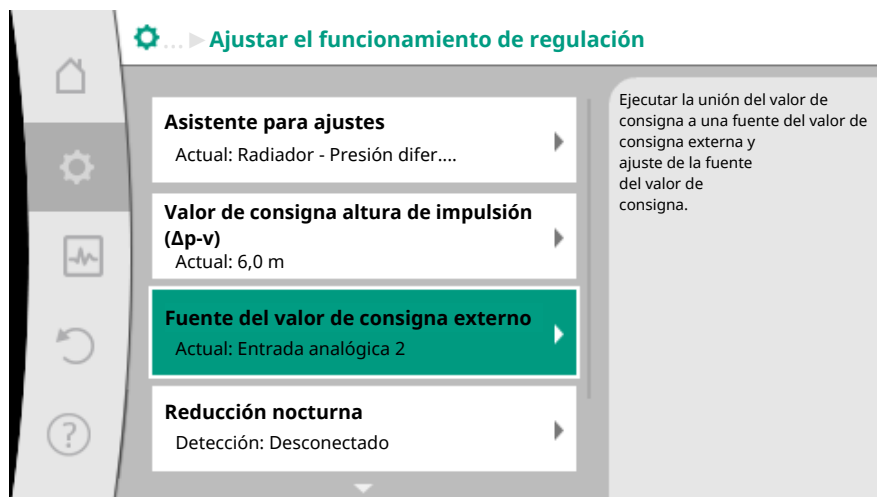 ... Ajustar el funcionamiento de regulación
Asistente para ajustes
Actual: Radiador - Presión difer....
Valor de consigna altura de impulsión
(Δp-v)
Actual: 6,0 m
Fuente del valor de consigna externo
Actual: Entrada analógica 2
Reducción nocturna
Detección: Desconectado
Ejecutar la unión del valor de
consigna a una fuente del valor de
consigna externa y
ajuste de la fuente
del valor de
consigna.
?